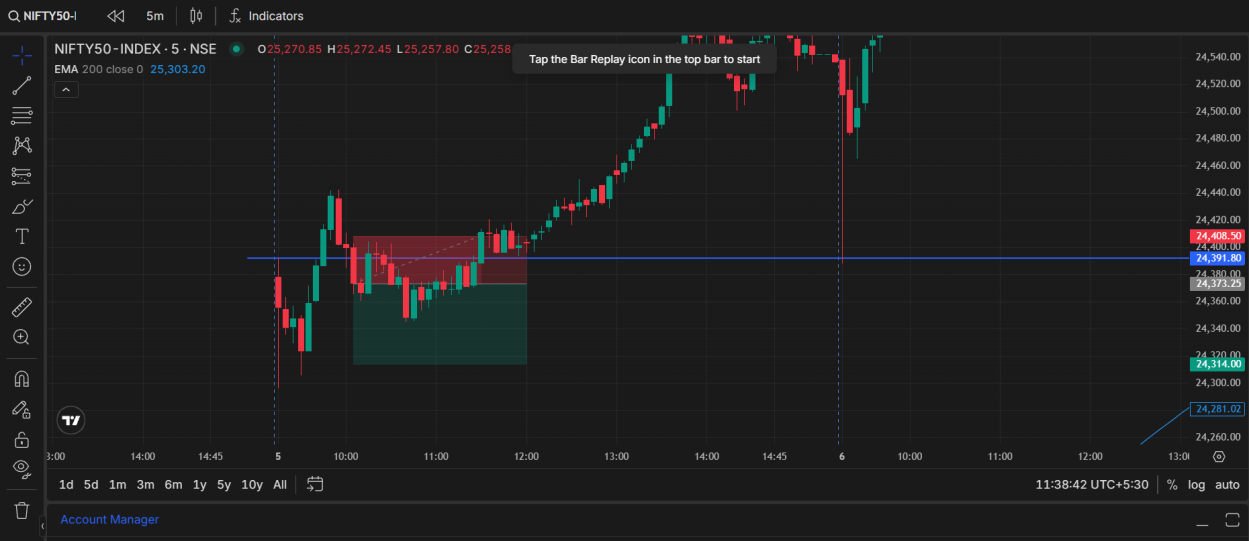 NIFTY50-I 5m Indicators
NIFTY50-INDEX · 5 · NSE O25,270.85 H25,272.45 L25,257.80 C25,258
Tap the Bar Replay icon in the top bar to start
EMA 200 close 0 25,303.20
24,540.00
24,520.00
24,500.00
24,480.00
24,460.00
24,440.00
24,420.00
24,408.50
24,400.00
24,391.80
24,380.00
24,373.25
24,360.00
24,340.00
24,320.00
24,314.00
24,300.00
24,281.02
24,260.00
3:00 14:00 14:45 5 10:00 11:00 12:00 13:00 14:00 14:45 6 10:00 11:00 12:00 13:0
1d 5d 1m 3m 6m 1y 5y 10y All 11:38:42 UTC+5:30 % log auto
Account Manager